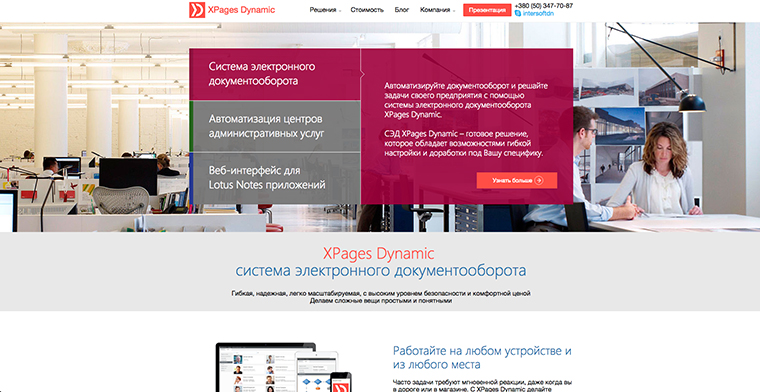 XPages Dynamic
Решения
Стоимость
Блог
Компания
Презентация
+380 (50) 347-70-87
intersoftdn
Система электронного
документооборота
Автоматизация центров
административных услуг
Веб-интерфейс для
Lotus Notes приложений
Автоматизируйте документооборот и решайте
задачи своего предприятия с помощью
системы электронного документооборота
XPages Dynamic.
СЭД XPages Dynamic – готовое решение,
которое обладает возможностями гибкой
настройки и доработки под Вашу специфику.
Узнать больше
XPages Dynamic
система электронного документооборота
Гибкая, надежная, легко масштабируемая, с высоким уровнем безопасности и комфортной ценой
Делаем сложные вещи простыми и понятными
Работайте на любом устройстве и
из любого места
Часто задачи требуют мгновенной реакции, даже когда вы
в дороге или в магазине. С XPages Dynamic делайте